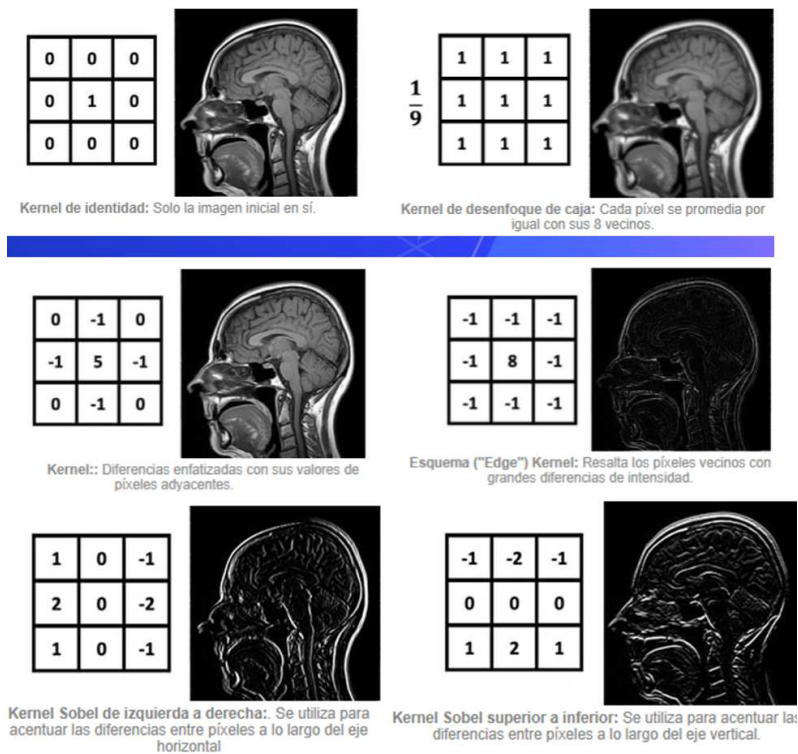 0 0 0
0 1 0
0 0 0
Kernel de identidad: Solo la imagen inicial en sí.
1/9
1 1 1
1 1 1
1 1 1
Kernel de desenfoque de caja: Cada píxel se promedia por
igual con sus 8 vecinos.
0 -1 0
-1 5 -1
0 -1 0
Kernel:: Diferencias enfatizadas con sus valores de
píxeles adyacentes.
-1 -1 -1
-1 8 -1
-1 -1 -1
Esquema ("Edge") Kernel: Resalta los píxeles vecinos con
grandes diferencias de intensidad.
1 0 -1
2 0 -2
1 0 -1
Kernel Sobel de izquierda a derecha:. Se utiliza para
acentuar las diferencias entre píxeles a lo largo del eje
horizontal
-1 -2 -1
0 0 0
1 2 1
Kernel Sobel superior a inferior: Se utiliza para acentuar las
diferencias entre píxeles a lo largo del eje vertical.